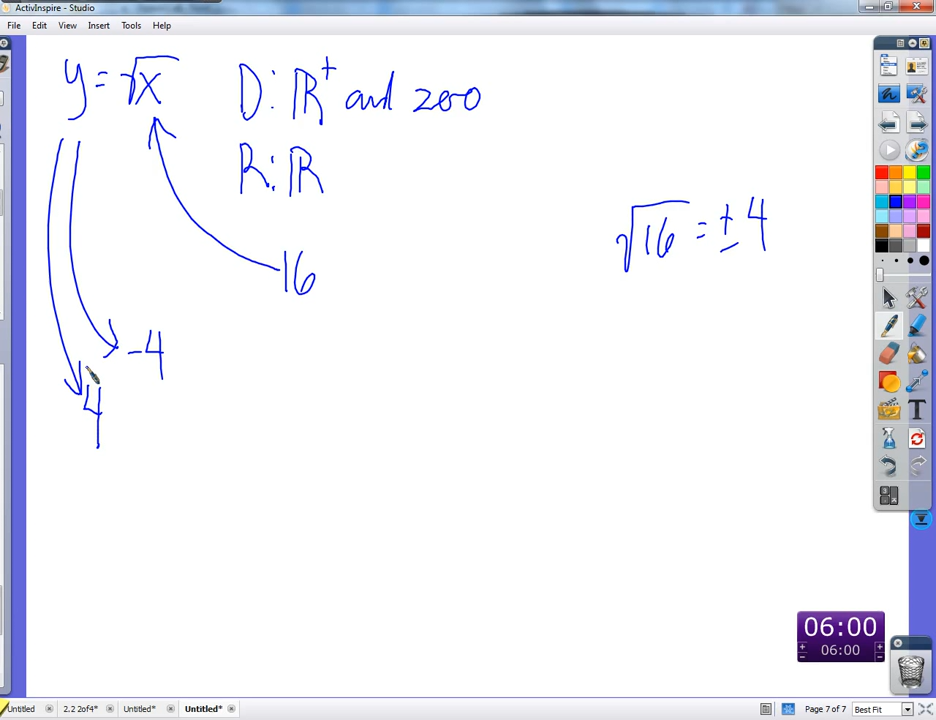 ActivInspire - Studio
File Edit View Insert Tools Help
y = √x D: ℝ⁺ and zero
R: ℝ
√16 = ± 4
16
-4
4
06:00
06:00
Untitled 2.2 2of4* Untitled* Untitled* Page 7 of 7 Best Fit